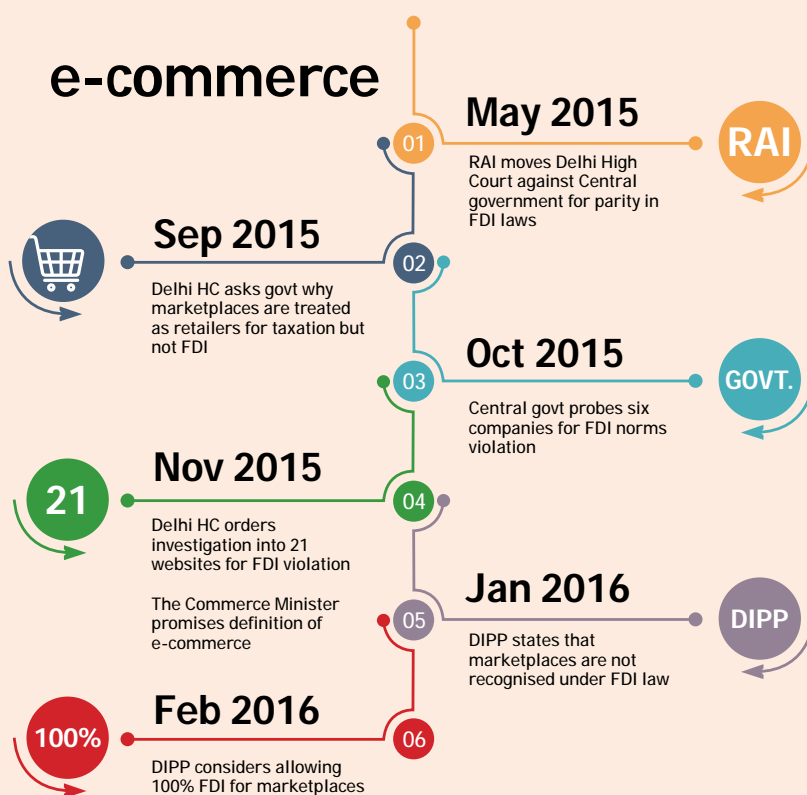 e-commerce
01
May 2015
RAI moves Delhi High
Court against Central
government for parity in
FDI laws
RAI
Sep 2015
02
Delhi HC asks govt why
marketplaces are treated
as retailers for taxation but
not FDI
03
Oct 2015
Central govt probes six
companies for FDI norms
violation
GOVT.
21
Nov 2015
04
Delhi HC orders
investigation into 21
websites for FDI violation
The Commerce Minister
promises definition of
e-commerce
05
Jan 2016
DIPP states that
marketplaces are not
recognised under FDI law
DIPP
100%
Feb 2016
06
DIPP considers allowing
100% FDI for marketplaces